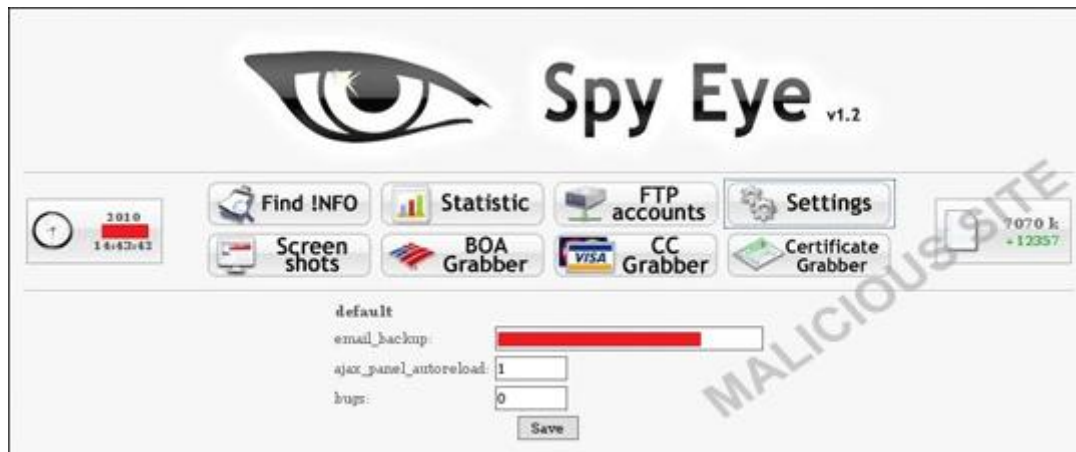 Spy Eye v1.2
Find !NFO
Statistic
FTP accounts
Settings
2010
14:43:43
7070 k
+12357
Screen shots
BOA Grabber
VISA
CC Grabber
Certificate Grabber
MALICIOUS SITE
default
email_backup:
ajax_panel_autoreload: 1
bugs: 0
Save